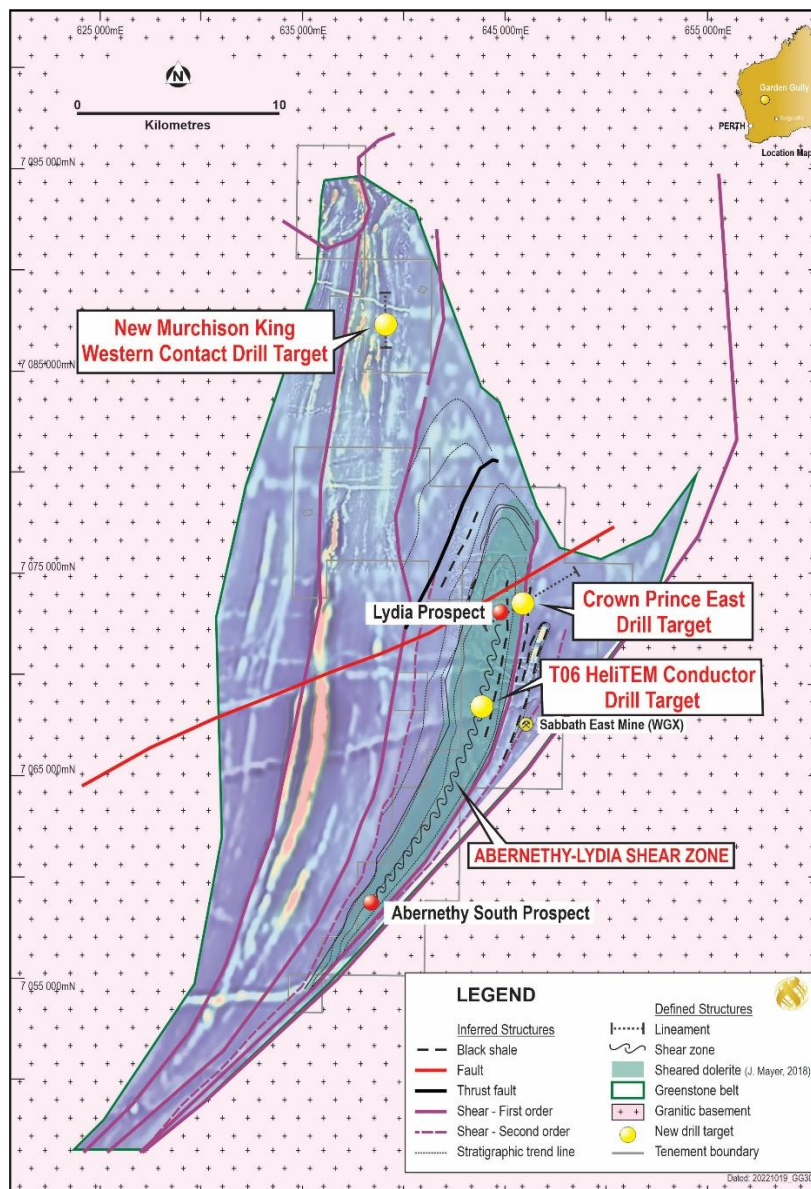 625 000mE
635 000mE
645 000mE
655 000mE
N
0
10
Kilometres
Garden Gully
Kalgoorlie
PERTH
Location Map
7 095 000mN
New Murchison King
Western Contact Drill Target
7 085 000mN
7 075 000mN
Lydia Prospect
Crown Prince East
Drill Target
T06 HeliTEM Conductor
Drill Target
Sabbath East Mine (WGX)
7 065 000mN
ABERNETHY-LYDIA SHEAR ZONE
Abernethy South Prospect
7 055 000mN
LEGEND
Inferred Structures
Black shale
Fault
Thrust fault
Shear - First order
Shear - Second order
Stratigraphic trend line
Defined Structures
Lineament
Shear zone
Sheared dolerite (J. Mayer, 2018)
Greenstone belt
Granitic basement
New drill target
Tenement boundary